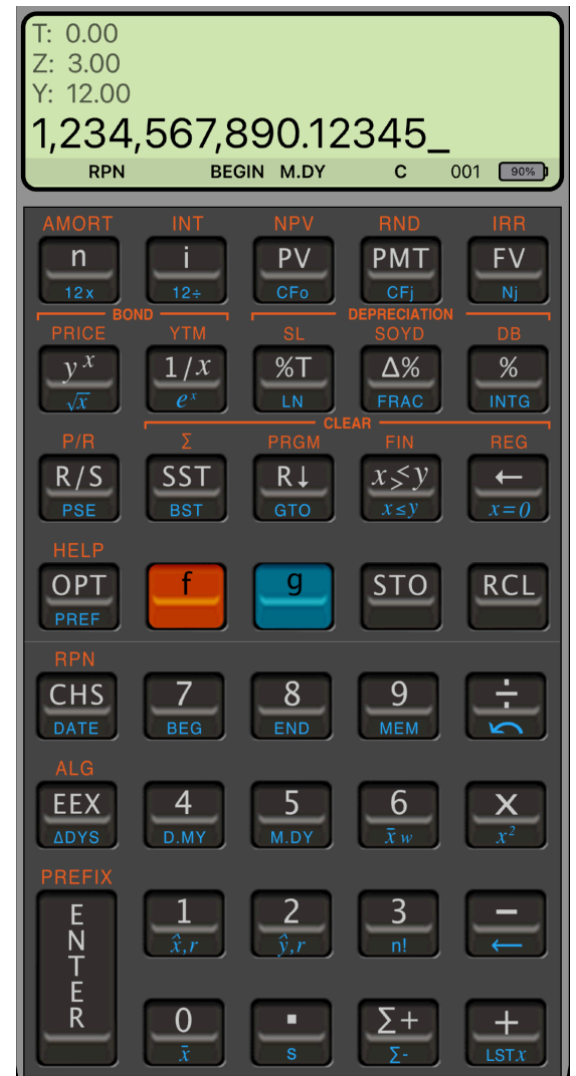 T: 0.00
Z: 3.00
Y: 12.00
1,234,567,890.12345_
RPN BEGIN M.DY C 001 90%
AMORT INT NPV RND IRR
n i PV PMT FV
12x 12÷ CFo CFj Nj
BOND DEPRECIATION
PRICE YTM SL SOYD DB
yˣ 1/x %T Δ% %
√x eˣ LN FRAC INTG
CLEAR
P/R Σ PRGM FIN REG
R/S SST R↓ x≶y ←
PSE BST GTO x≤y x=0
HELP
OPT f g STO RCL
PREF
RPN
CHS 7 8 9 ÷
DATE BEG END MEM ↶
ALG
EEX 4 5 6 X
ΔDYS D.MY M.DY x̄w x²
PREFIX
ENTER 1 2 3 −
x̂,r ŷ,r n! ←
0 . Σ+ +
x̄ s Σ- LSTx